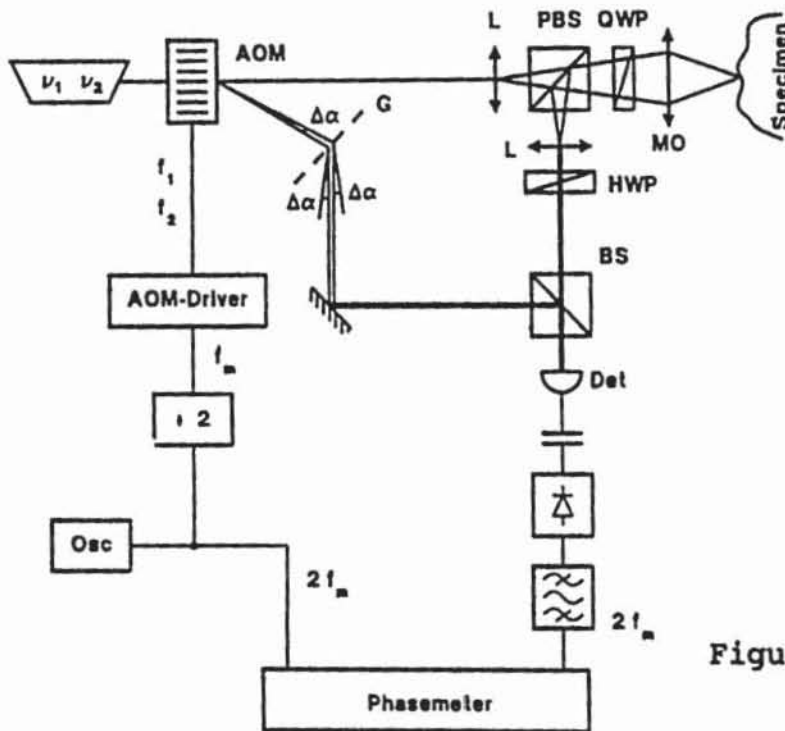 L PBS QWP
AOM
ν₁ ν₂
Specimen
Δα G
MO
L
f₁
HWP
f₂
Δα Δα
BS
AOM-Driver
Det
fₘ
÷ 2
Osc
2fₘ
2fₘ
Figu
Phasemeter